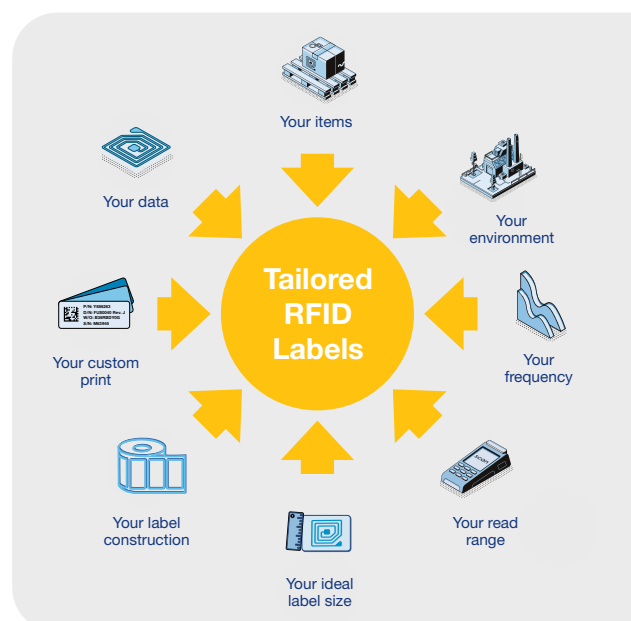 Your items
Your data
Your
environment
Tailored
RFID
Labels
Your custom
print
Your
frequency
Your label
construction
Your read
range
scan
Your ideal
label size